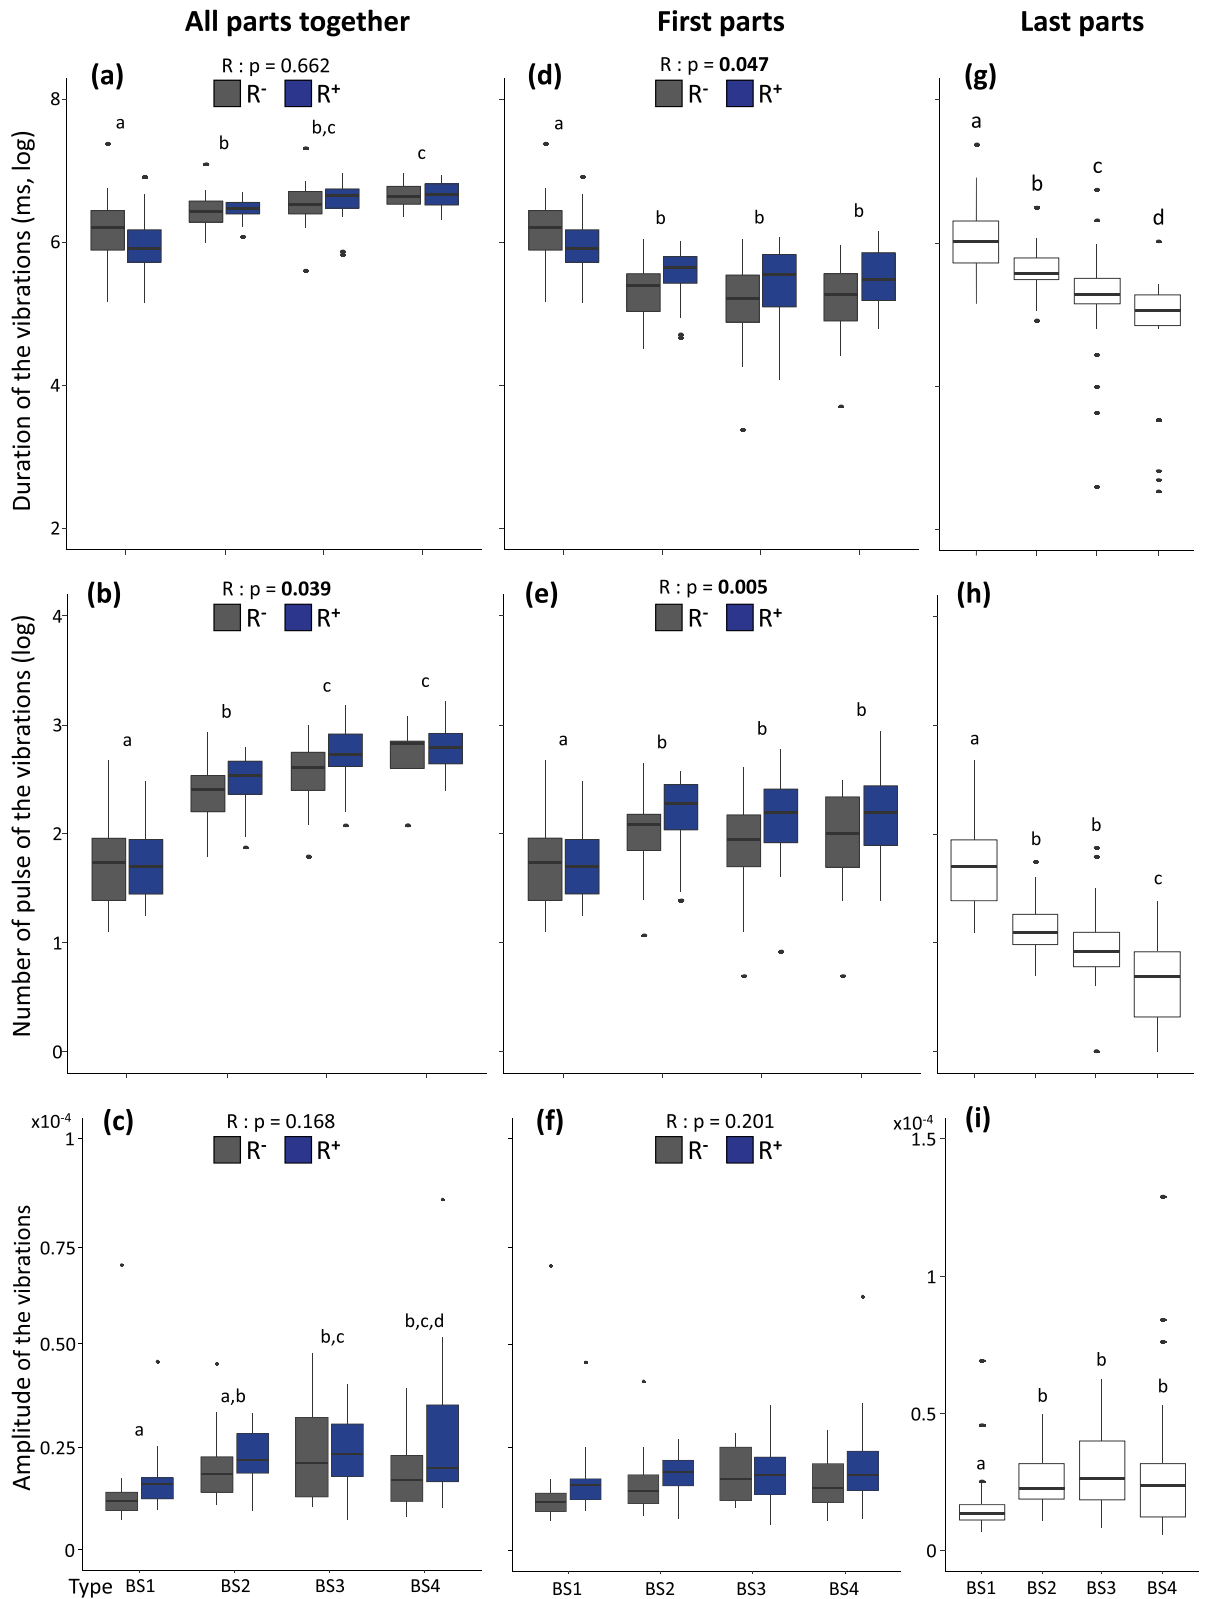 All parts together First parts Last parts
(a) R : p = 0.662
R⁻ R⁺
(d) R : p = 0.047
R⁻ R⁺
(g)
Duration of the vibrations (ms, log)
8
6
4
2
a b b,c c
a b b b
a b c d
(b) R : p = 0.039
R⁻ R⁺
(e) R : p = 0.005
R⁻ R⁺
(h)
Number of pulse of the vibrations (log)
4
3
2
1
0
a b c c
a b b b
a b b c
(c) R : p = 0.168
R⁻ R⁺
(f) R : p = 0.201
R⁻ R⁺
(i)
Amplitude of the vibrations
x10⁻⁴
1
0.75
0.50
0.25
0
a a,b b,c b,c,d
x10⁻⁴
1.5
1
0.5
0
a b b b
Type BS1 BS2 BS3 BS4
BS1 BS2 BS3 BS4
BS1 BS2 BS3 BS4